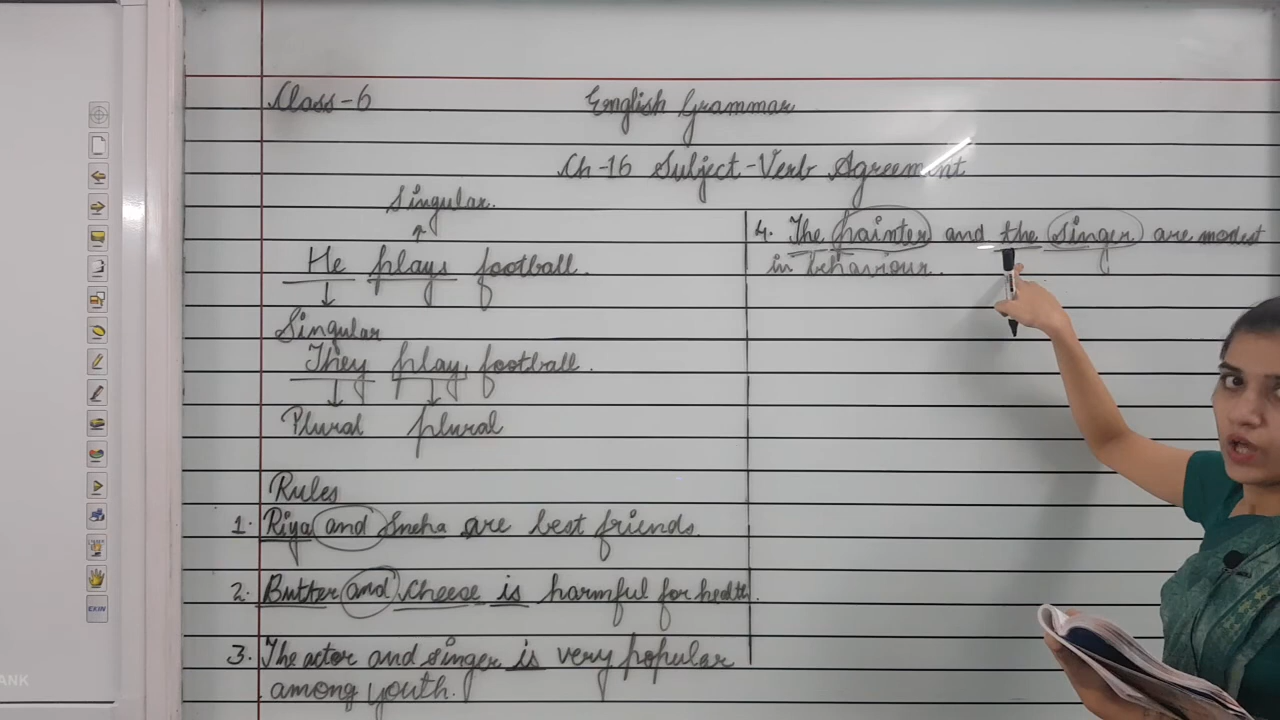 Class-6
English Grammar
Ch-16 Subject-Verb Agreement
Singular.
He plays football.
Singular
They play football.
Plural plural
Rules
1. Riya and Sneha are best friends.
2. Butter and cheese is harmful for health.
3. The actor and singer is very popular
among youth.
4. The painter and the singer are modest
in behaviour.